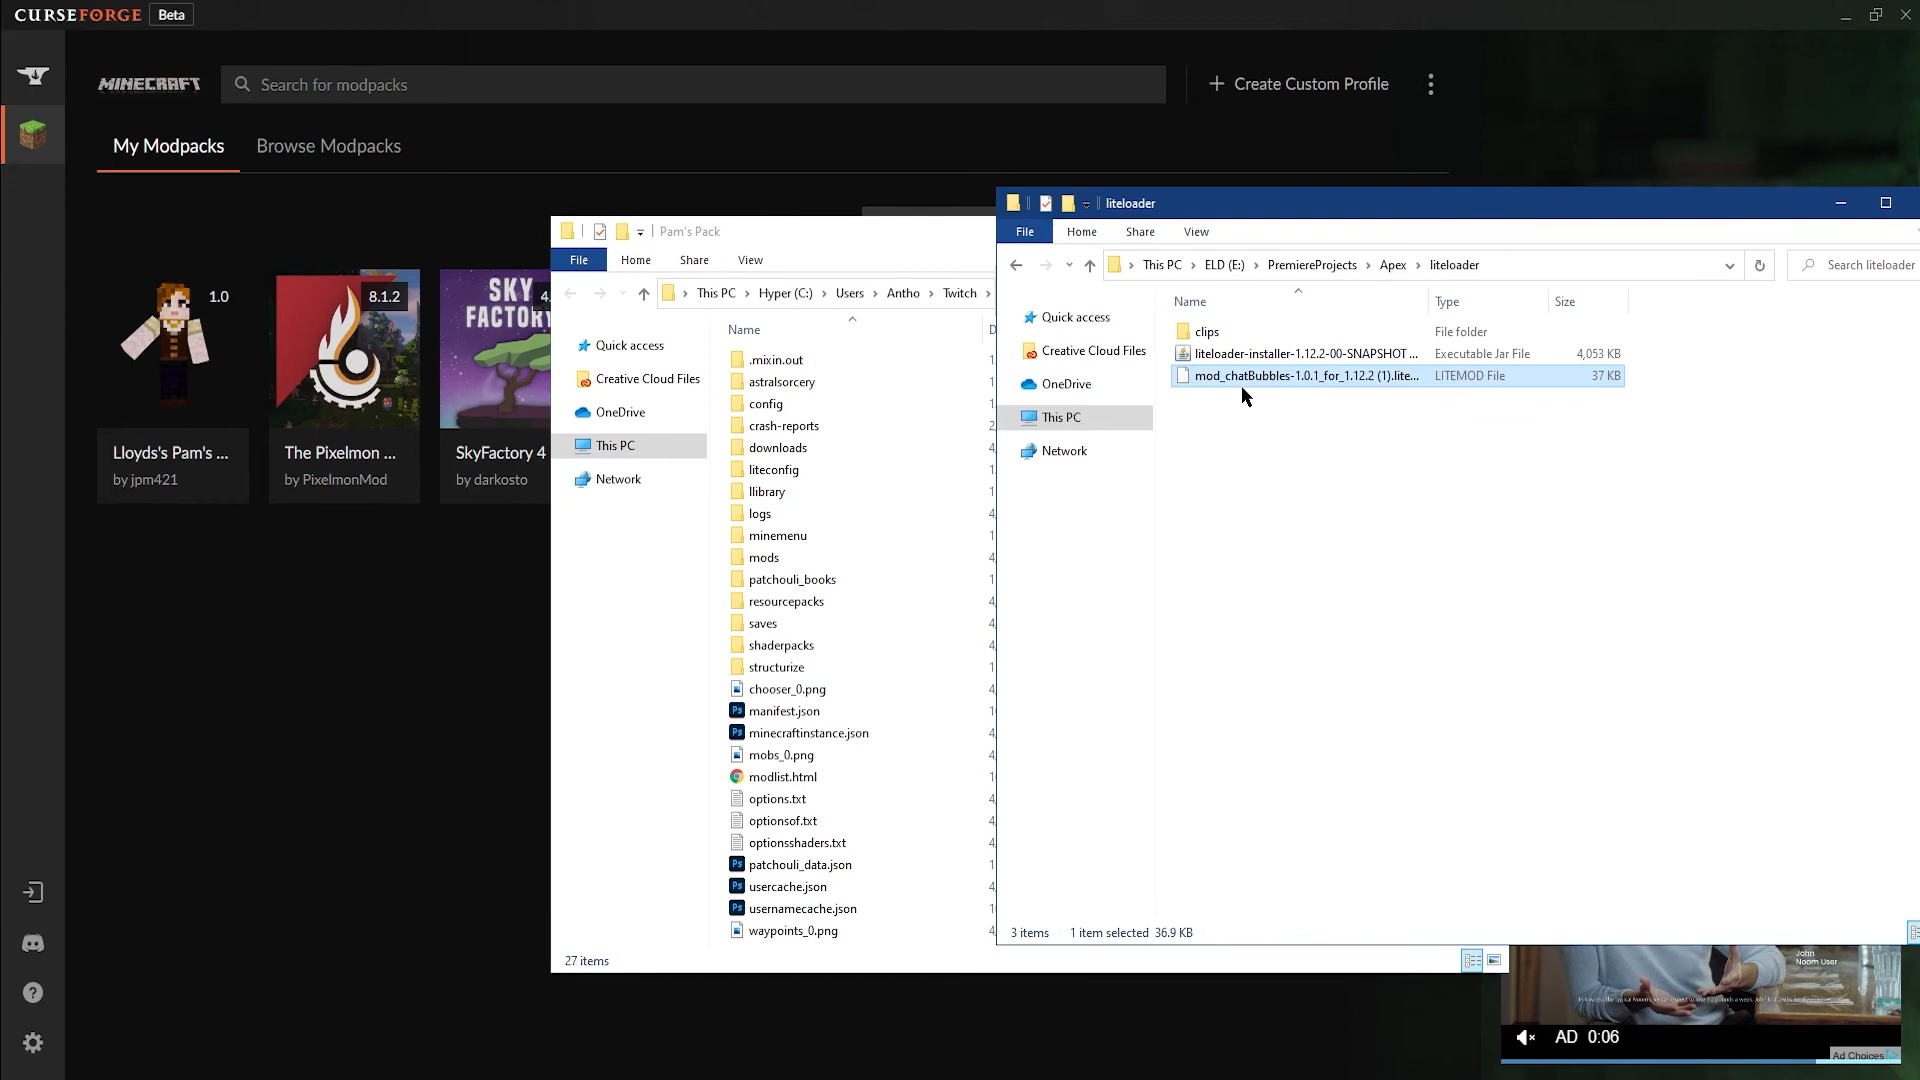 CURSEFORGE Beta
MINECRAFT
Search for modpacks
Create Custom Profile
My Modpacks
Browse Modpacks
1.0
Lloyds's Pam's ...
by jpm421
8.1.2
The Pixelmon ...
by PixelmonMod
SKY
FACTORY
4.
SkyFactory 4
by darkosto
Pam's Pack
File
Home
Share
View
This PC
Hyper (C:)
Users
Antho
Twitch
Name
Quick access
Creative Cloud Files
OneDrive
This PC
Network
.mixin.out
astralsorcery
config
crash-reports
downloads
liteconfig
llibrary
logs
minemenu
mods
patchouli_books
resourcepacks
saves
shaderpacks
structurize
chooser_0.png
manifest.json
minecraftinstance.json
mobs_0.png
modlist.html
options.txt
optionsof.txt
optionsshaders.txt
patchouli_data.json
usercache.json
usernamecache.json
waypoints_0.png
27 items
liteloader
File
Home
Share
View
This PC
ELD (E:)
PremiereProjects
Apex
liteloader
Search liteloader
Name
Type
Size
Quick access
Creative Cloud Files
OneDrive
This PC
Network
clips
File folder
liteloader-installer-1.12.2-00-SNAPSHOT ...
Executable Jar File
4,053 KB
mod_chatBubbles-1.0.1_for_1.12.2 (1).lite...
LITEMOD File
37 KB
3 items
1 item selected 36.9 KB
John
Noom User
AD 0:06
Ad Choices